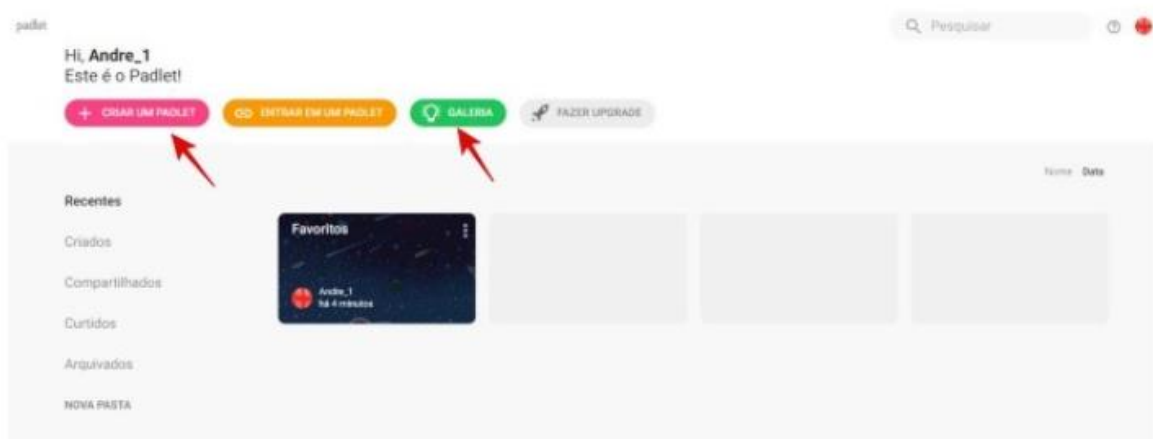 padlet
Pesquisar
Hi, Andre_1
Este é o Padlet!
+ CRIAR UM PADLET
ENTRAR EM UM PADLET
GALERIA
FAZER UPGRADE
Nome Data
Recentes
Criados
Compartilhados
Curtidos
Arquivados
NOVA PASTA
Favoritos
Andre_1
há 4 minutos